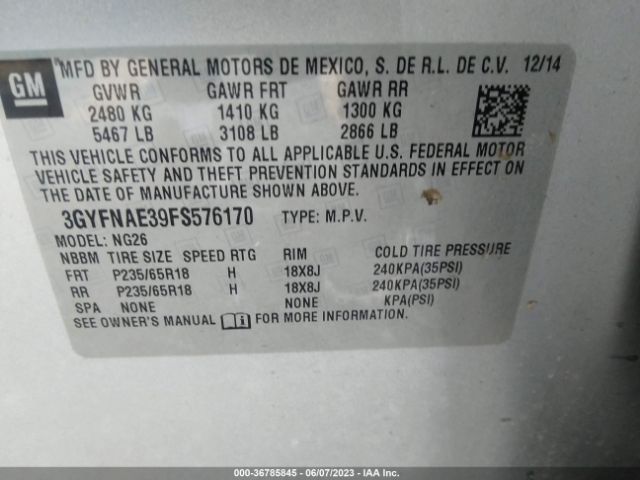 GM
MFD BY GENERAL MOTORS DE MEXICO, S. DE R.L. DE C.V. 12/14
GVWR GAWR FRT GAWR RR
2480 KG 1410 KG 1300 KG
5467 LB 3108 LB 2866 LB
THIS VEHICLE CONFORMS TO ALL APPLICABLE U.S. FEDERAL MOTOR
VEHICLE SAFETY AND THEFT PREVENTION STANDARDS IN EFFECT ON
THE DATE OF MANUFACTURE SHOWN ABOVE.
3GYFNAE39FS576170 TYPE: M.P.V.
MODEL: NG26
NBBM TIRE SIZE SPEED RTG RIM COLD TIRE PRESSURE
FRT P235/65R18 H 18X8J 240KPA(35PSI)
RR P235/65R18 H 18X8J 240KPA(35PSI)
SPA NONE NONE KPA(PSI)
SEE OWNER'S MANUAL FOR MORE INFORMATION.
000-36785845 - 06/07/2023 - IAA Inc.